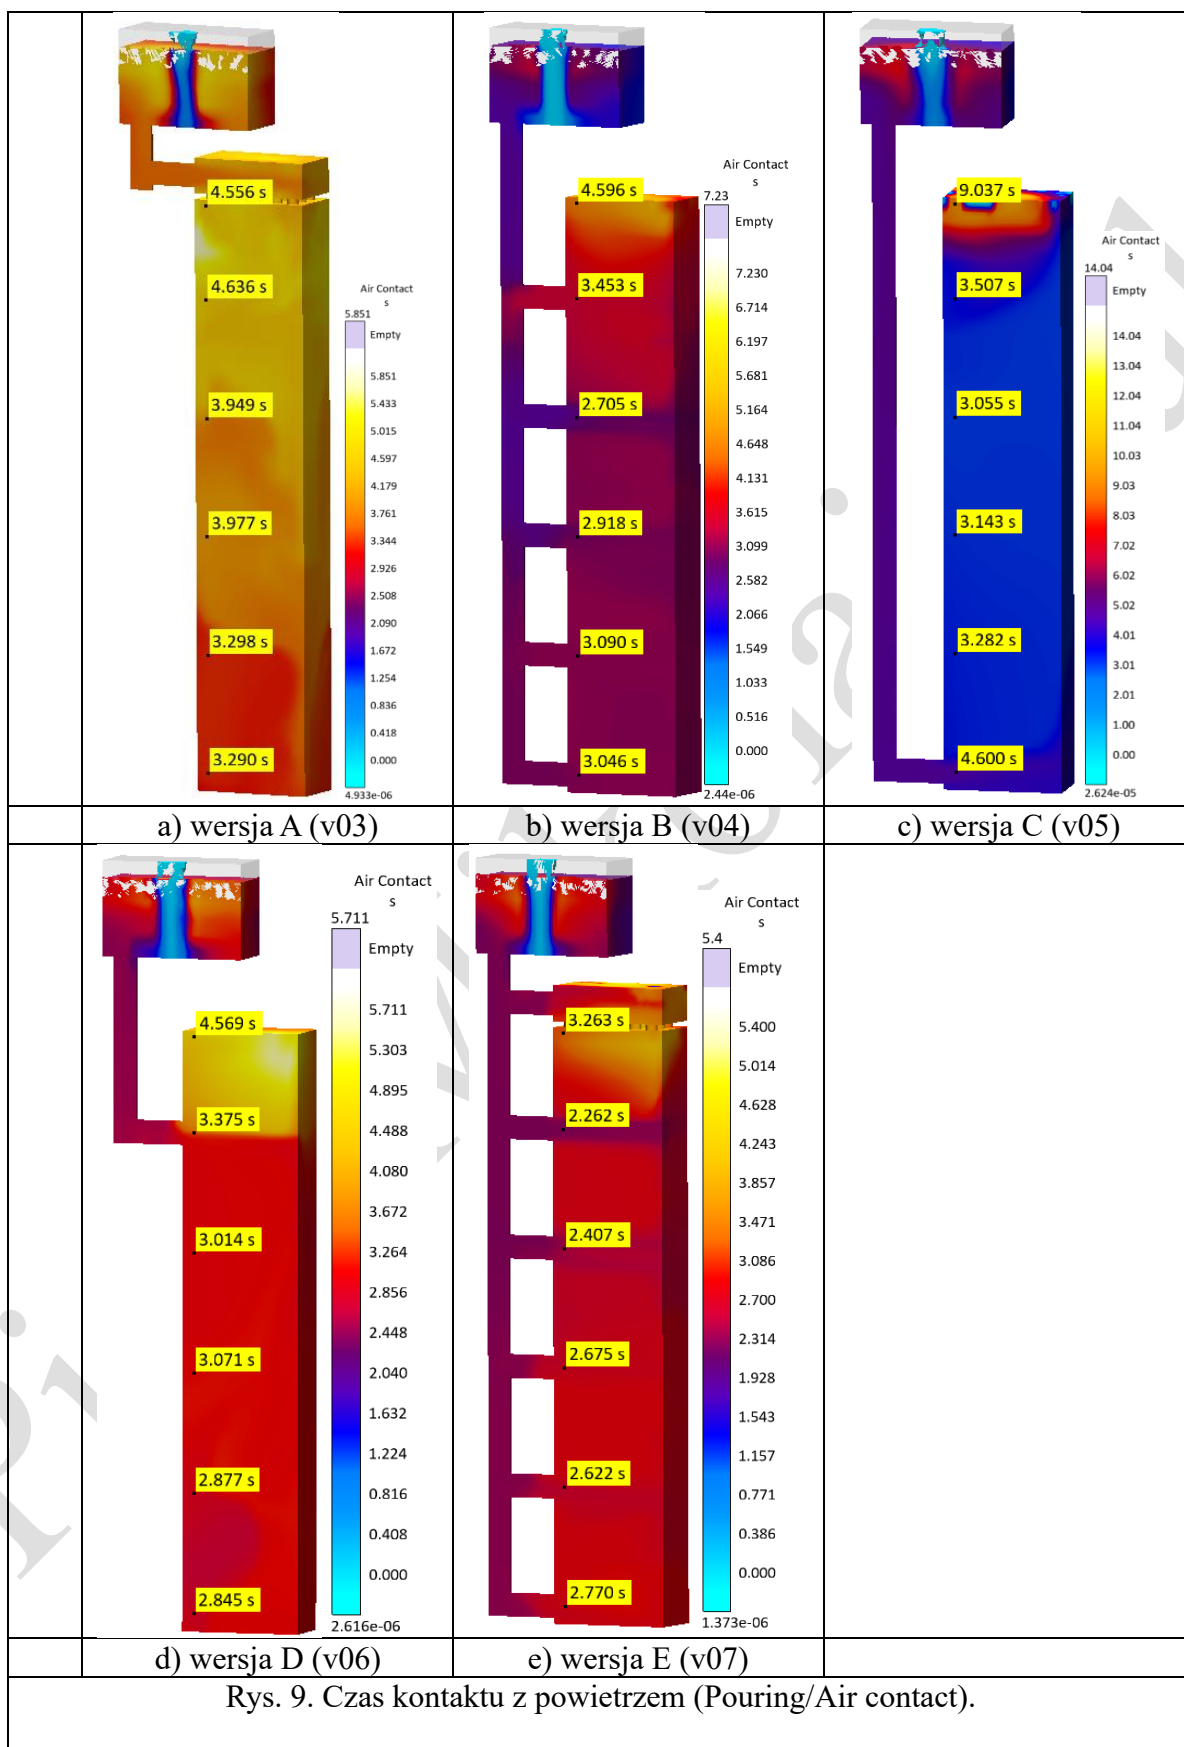 4.556 s
4.636 s
3.949 s
3.977 s
3.298 s
3.290 s
Air Contact
s
5.851
Empty
5.851
5.433
5.015
4.597
4.179
3.761
3.344
2.926
2.508
2.090
1.672
1.254
0.836
0.418
0.000
4.933e-06
a) wersja A (v03)
4.596 s
3.453 s
2.705 s
2.918 s
3.090 s
3.046 s
Air Contact
s
7.23
Empty
7.230
6.714
6.197
5.681
5.164
4.648
4.131
3.615
3.099
2.582
2.066
1.549
1.033
0.516
0.000
2.44e-06
b) wersja B (v04)
9.037 s
3.507 s
3.055 s
3.143 s
3.282 s
4.600 s
Air Contact
s
14.04
Empty
14.04
13.04
12.04
11.04
10.03
9.03
8.03
7.02
6.02
5.02
4.01
3.01
2.01
1.00
0.00
2.624e-05
c) wersja C (v05)
4.569 s
3.375 s
3.014 s
3.071 s
2.877 s
2.845 s
Air Contact
s
5.711
Empty
5.711
5.303
4.895
4.488
4.080
3.672
3.264
2.856
2.448
2.040
1.632
1.224
0.816
0.408
0.000
2.616e-06
d) wersja D (v06)
3.263 s
2.262 s
2.407 s
2.675 s
2.622 s
2.770 s
Air Contact
s
5.4
Empty
5.400
5.014
4.628
4.243
3.857
3.471
3.086
2.700
2.314
1.928
1.543
1.157
0.771
0.386
0.000
1.373e-06
e) wersja E (v07)
Rys. 9. Czas kontaktu z powietrzem (Pouring/Air contact).